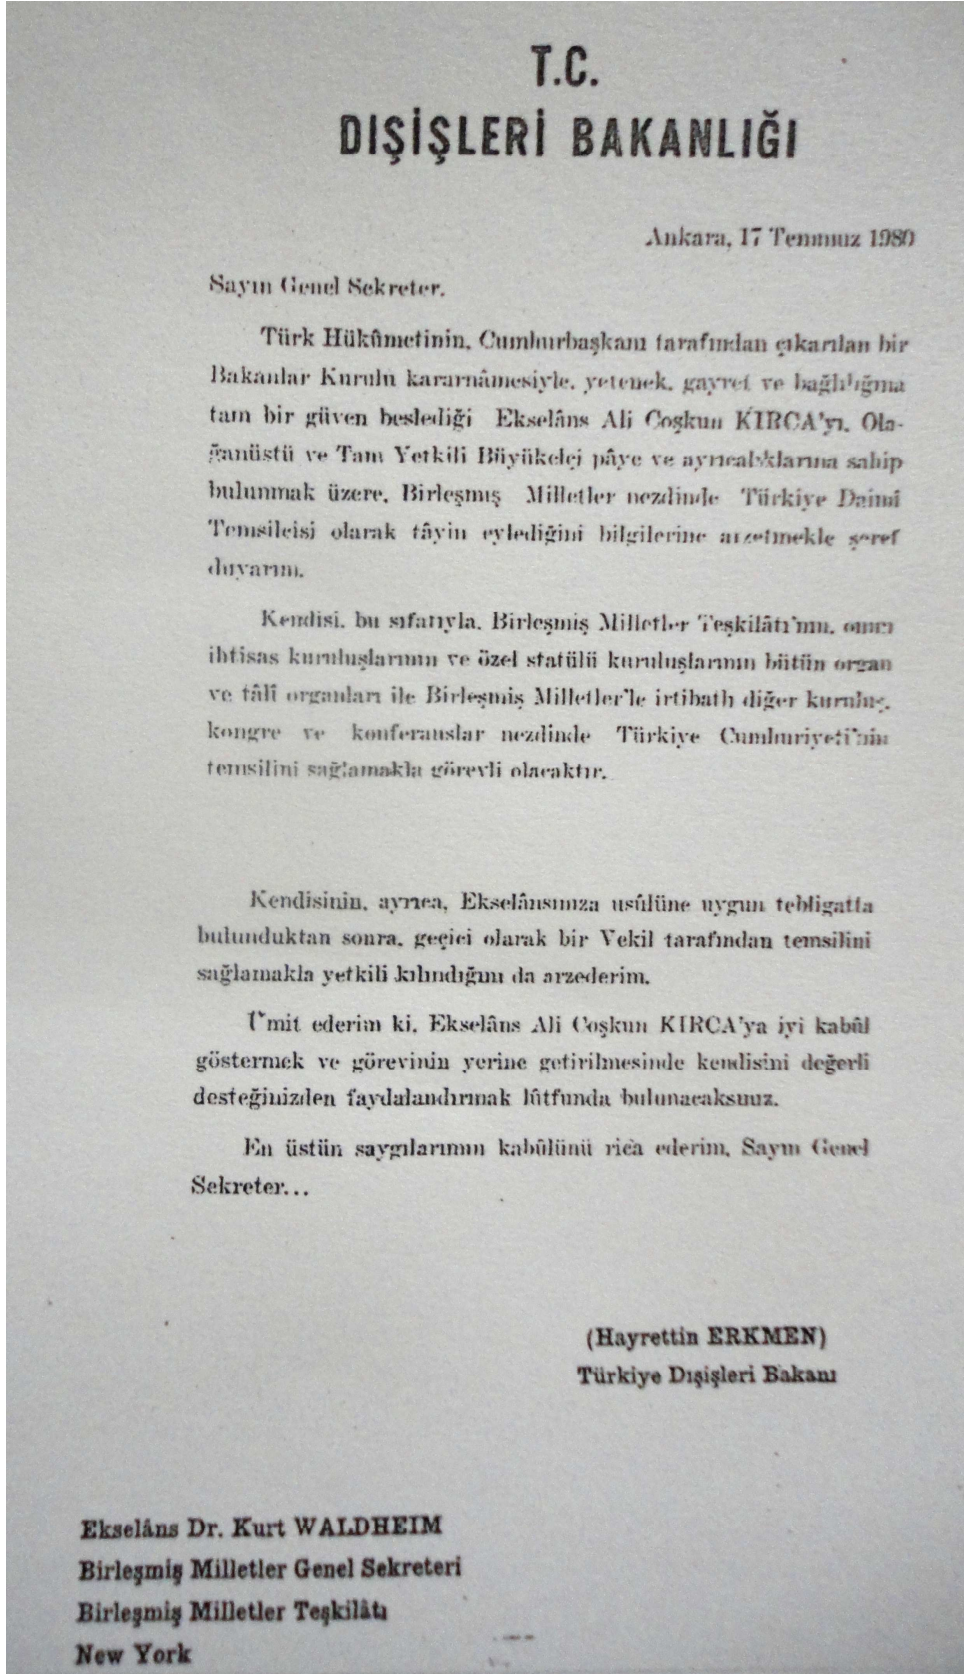 T.C.
DIŞİŞLERİ BAKANLIĞI
Ankara, 17 Temmuz 1980
Sayın Genel Sekreter,
Türk Hükûmetinin, Cumhurbaşkanı tarafından çıkarılan bir
Bakanlar Kurulu kararnâmesiyle, yetenek, gayret ve bağlılığına
tam bir güven beslediği Ekselâns Ali Coşkun KIRCA'yı, Ola-
ğanüstü ve Tam Yetkili Büyükelçi pâye ve ayrıcalıklarına sahip
bulunmak üzere, Birleşmiş Milletler nezdinde Türkiye Daimî
Temsilcisi olarak tâyin eylediğini bilgilerine arzetmekle şeref
duyarım.
Kendisi, bu sıfatıyla, Birleşmiş Milletler Teşkilâtı'nın, onun
ihtisas kuruluşlarının ve özel statülü kuruluşlarının bütün organ
ve tâlî organları ile Birleşmiş Milletler'le irtibatlı diğer kuruluş,
kongre ve konferanslar nezdinde Türkiye Cumhuriyeti'nin
temsilini sağlamakla görevli olacaktır.
Kendisinin, ayrıca, Ekselânsınıza usûlüne uygun tebligatta
bulunduktan sonra, geçici olarak bir Vekil tarafından temsilini
sağlamakla yetkili kılındığını da arzederim.
Ümit ederim ki, Ekselâns Ali Coşkun KIRCA'ya iyi kabûl
göstermek ve görevinin yerine getirilmesinde kendisini değerli
desteğinizden faydalandırmak lûtfunda bulunacaksınız.
En üstün saygılarımın kabûlünü rica ederim, Sayın Genel
Sekreter...
(Hayrettin ERKMEN)
Türkiye Dışişleri Bakanı
Ekselâns Dr. Kurt WALDHEIM
Birleşmiş Milletler Genel Sekreteri
Birleşmiş Milletler Teşkilâtı
New York